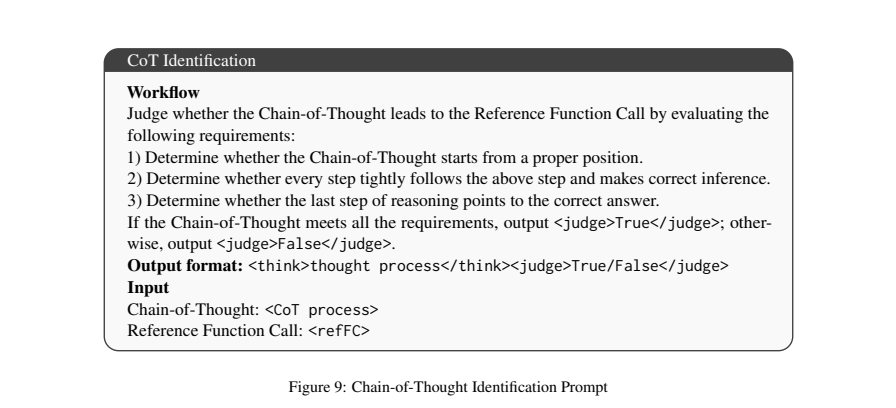 CoT Identification
Workflow
Judge whether the Chain-of-Thought leads to the Reference Function Call by evaluating the
following requirements:
1) Determine whether the Chain-of-Thought starts from a proper position.
2) Determine whether every step tightly follows the above step and makes correct inference.
3) Determine whether the last step of reasoning points to the correct answer.
If the Chain-of-Thought meets all the requirements, output <judge>True</judge>; other-
wise, output <judge>False</judge>.
Output format: <think>thought process</think><judge>True/False</judge>
Input
Chain-of-Thought: <CoT process>
Reference Function Call: <refFC>
Figure 9: Chain-of-Thought Identification Prompt